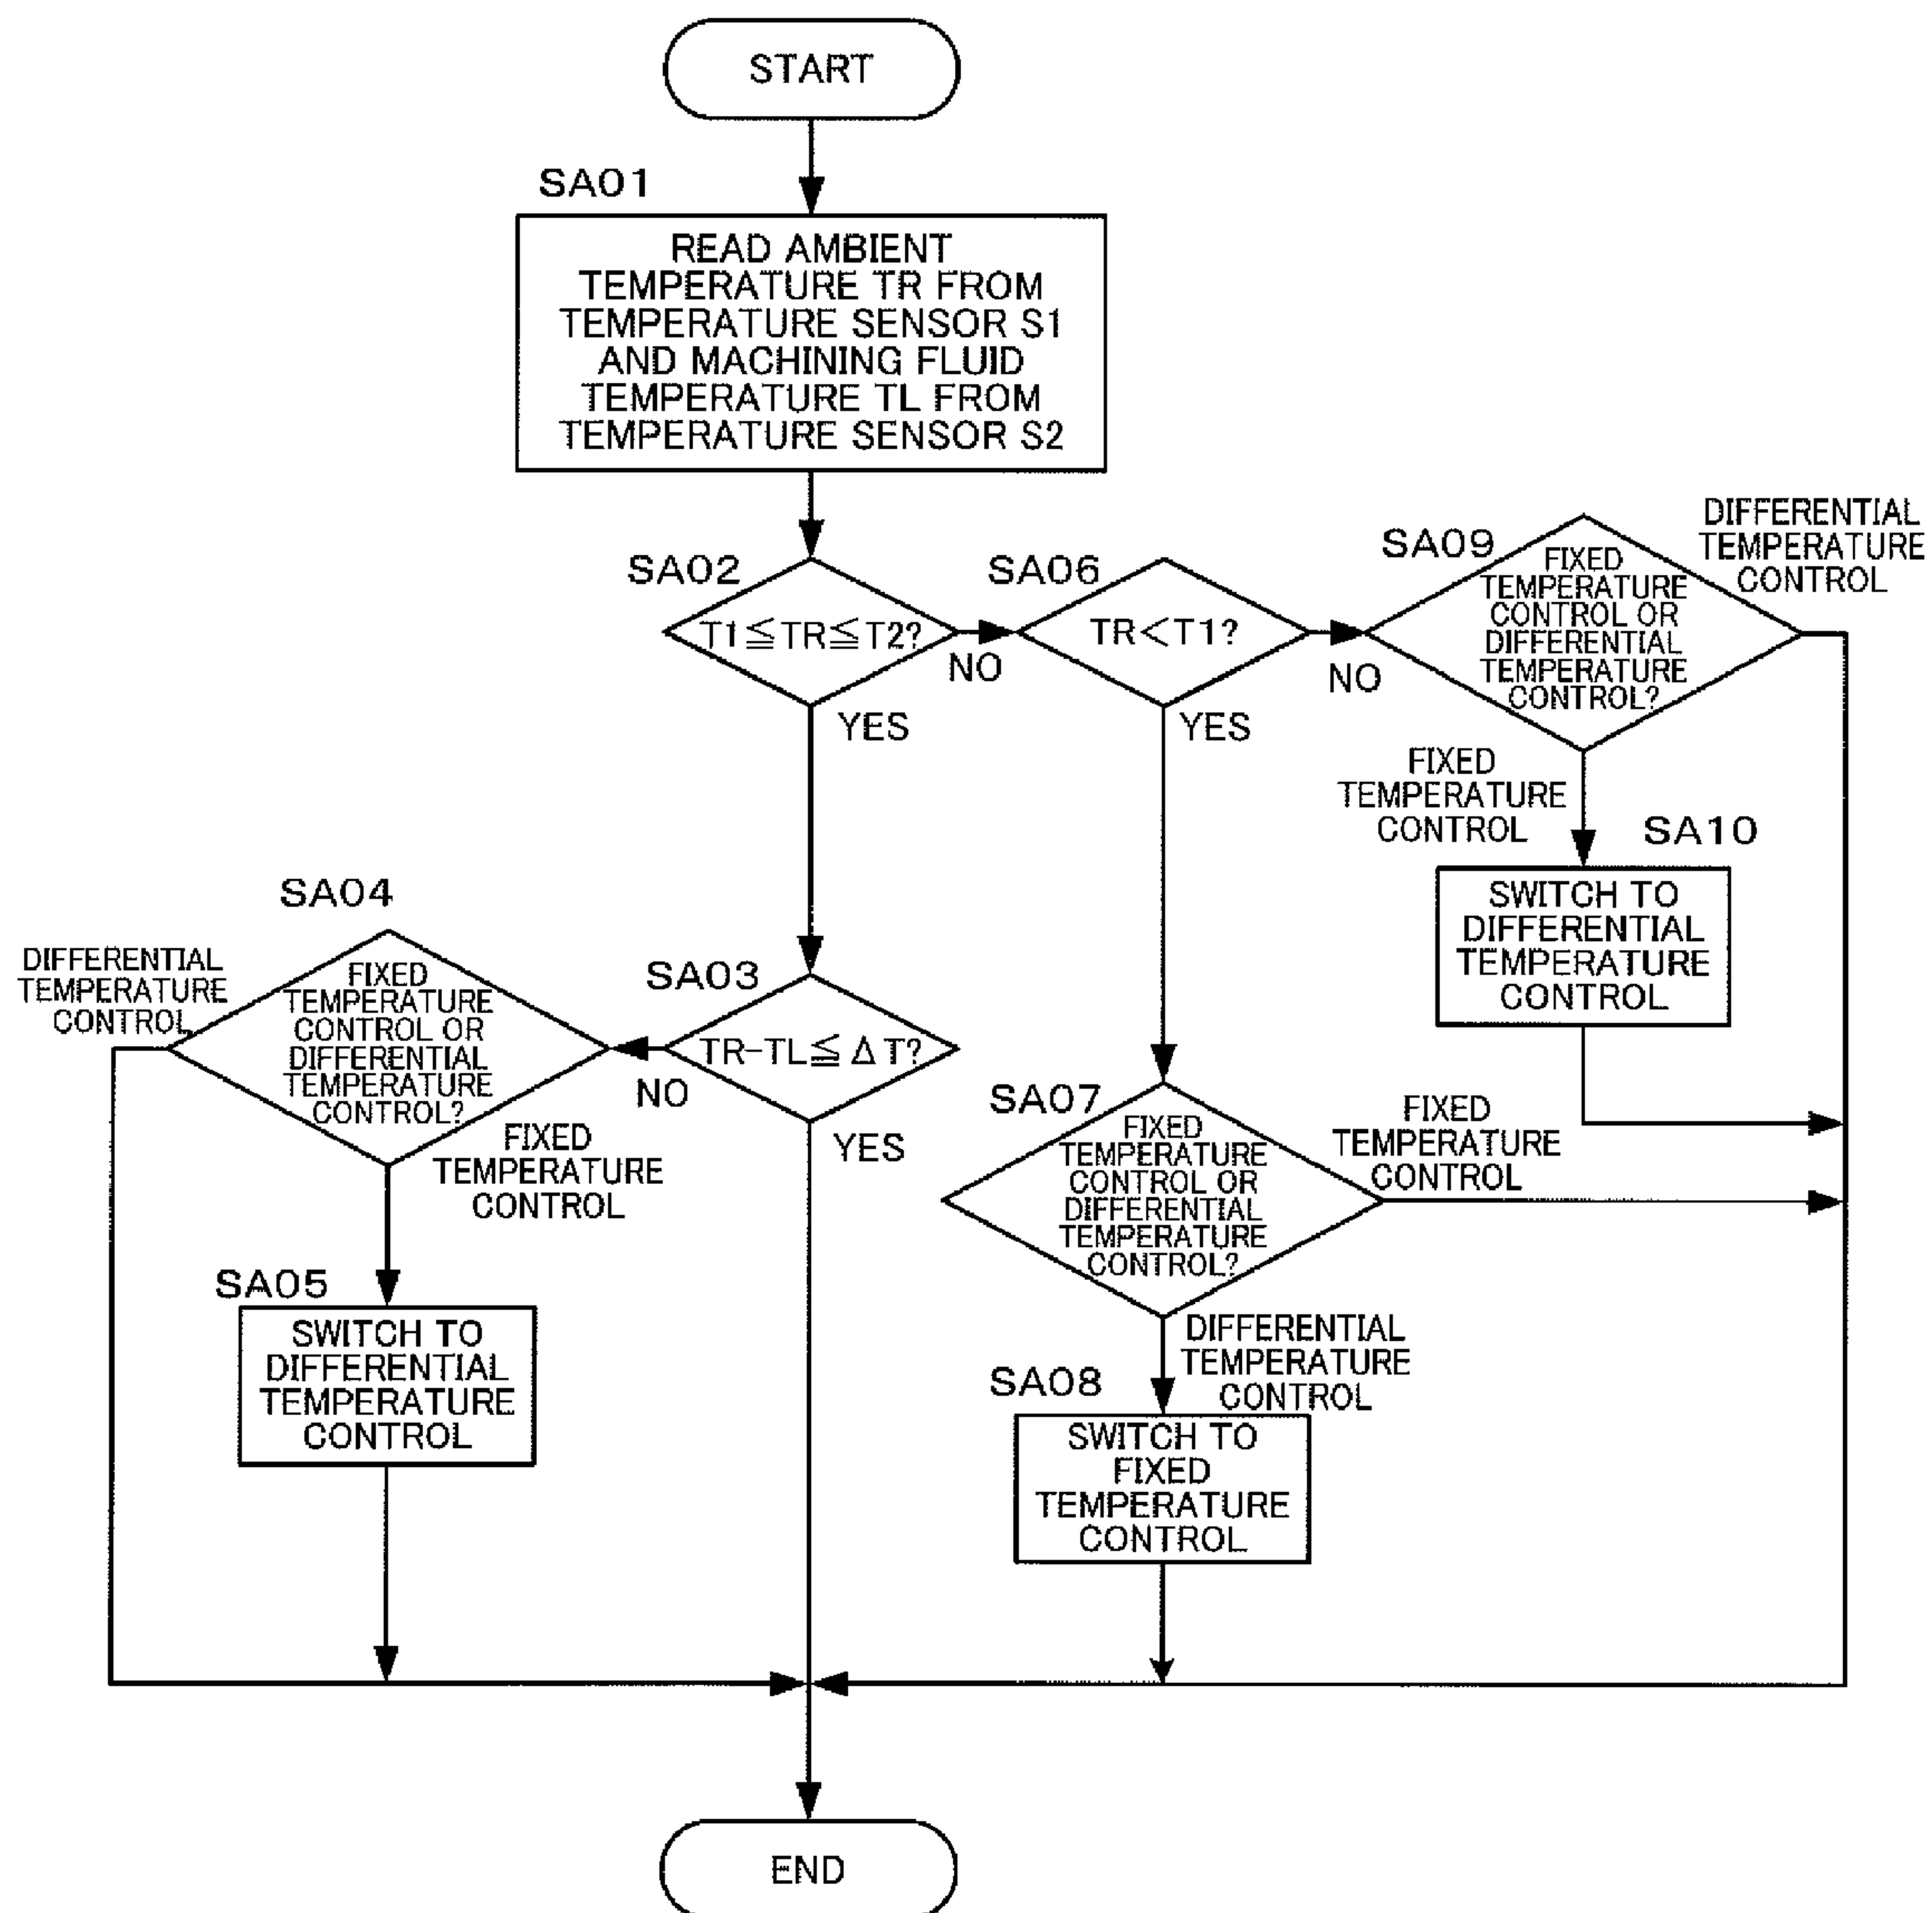 START
SA01
READ AMBIENT
TEMPERATURE TR FROM
TEMPERATURE SENSOR S1
AND MACHINING FLUID
TEMPERATURE TL FROM
TEMPERATURE SENSOR S2
SA02
T1≦TR≦T2?
NO
YES
SA06
TR<T1?
NO
YES
SA09
FIXED
TEMPERATURE
CONTROL OR
DIFFERENTIAL
TEMPERATURE
CONTROL?
DIFFERENTIAL
TEMPERATURE
CONTROL
FIXED
TEMPERATURE
CONTROL
SA10
SWITCH TO
DIFFERENTIAL
TEMPERATURE
CONTROL
SA03
TR-TL≦ΔT?
NO
YES
SA04
FIXED
TEMPERATURE
CONTROL OR
DIFFERENTIAL
TEMPERATURE
CONTROL?
DIFFERENTIAL
TEMPERATURE
CONTROL
FIXED
TEMPERATURE
CONTROL
SA05
SWITCH TO
DIFFERENTIAL
TEMPERATURE
CONTROL
SA07
FIXED
TEMPERATURE
CONTROL OR
DIFFERENTIAL
TEMPERATURE
CONTROL?
FIXED
TEMPERATURE
CONTROL
DIFFERENTIAL
TEMPERATURE
CONTROL
SA08
SWITCH TO
FIXED
TEMPERATURE
CONTROL
END